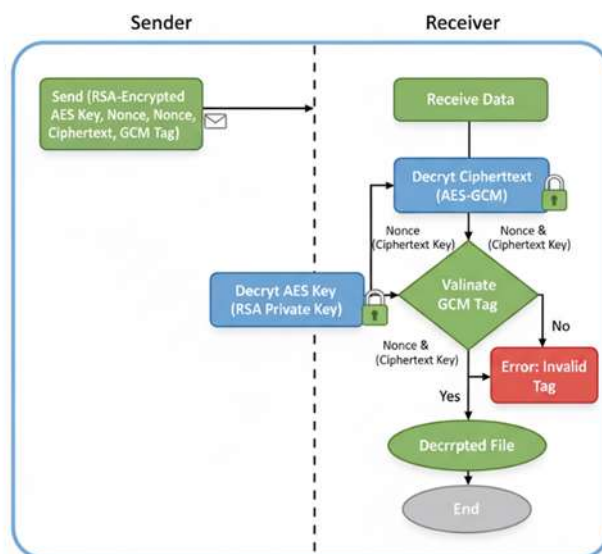 Sender
Receiver
Send (RSA-Encrypted
AES Key, Nonce, Nonce,
Ciphertext, GCM Tag)
Receive Data
Decryt Cipherttext
(AES-GCM)
Nonce
(Ciphertext Key)
Nonce &
(Ciphertext Key)
Decryt AES Key
(RSA Private Key)
Valinate
GCM Tag
No
Nonce &
(Ciphertext Key)
Error: Invalid
Tag
Yes
Decrrpted File
End